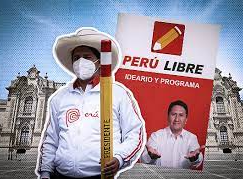 PERÚ LIBRE
IDEARIO Y PROGRAMA
Perú
PRESIDENTE